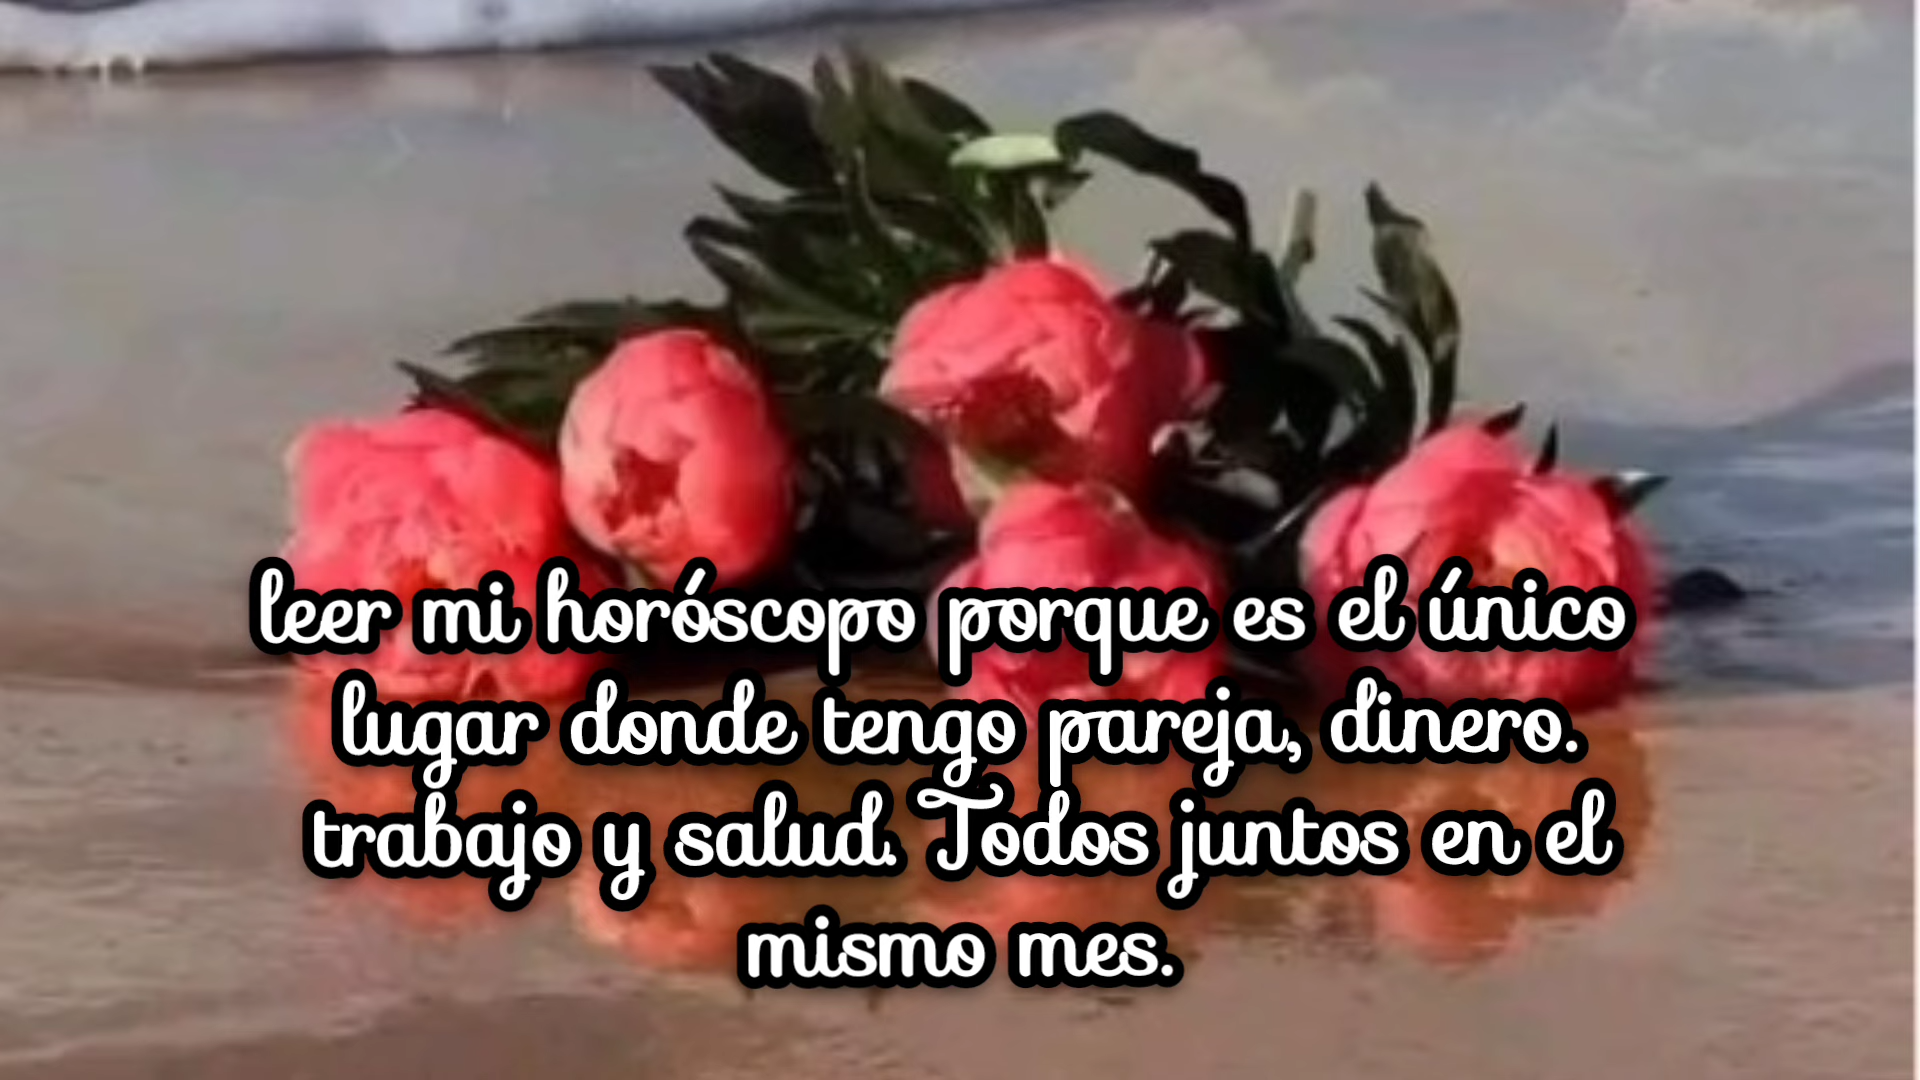 leer mi horóscopo porque es el único
lugar donde tengo pareja, dinero.
trabajo y salud. Todos juntos en el
mismo mes.